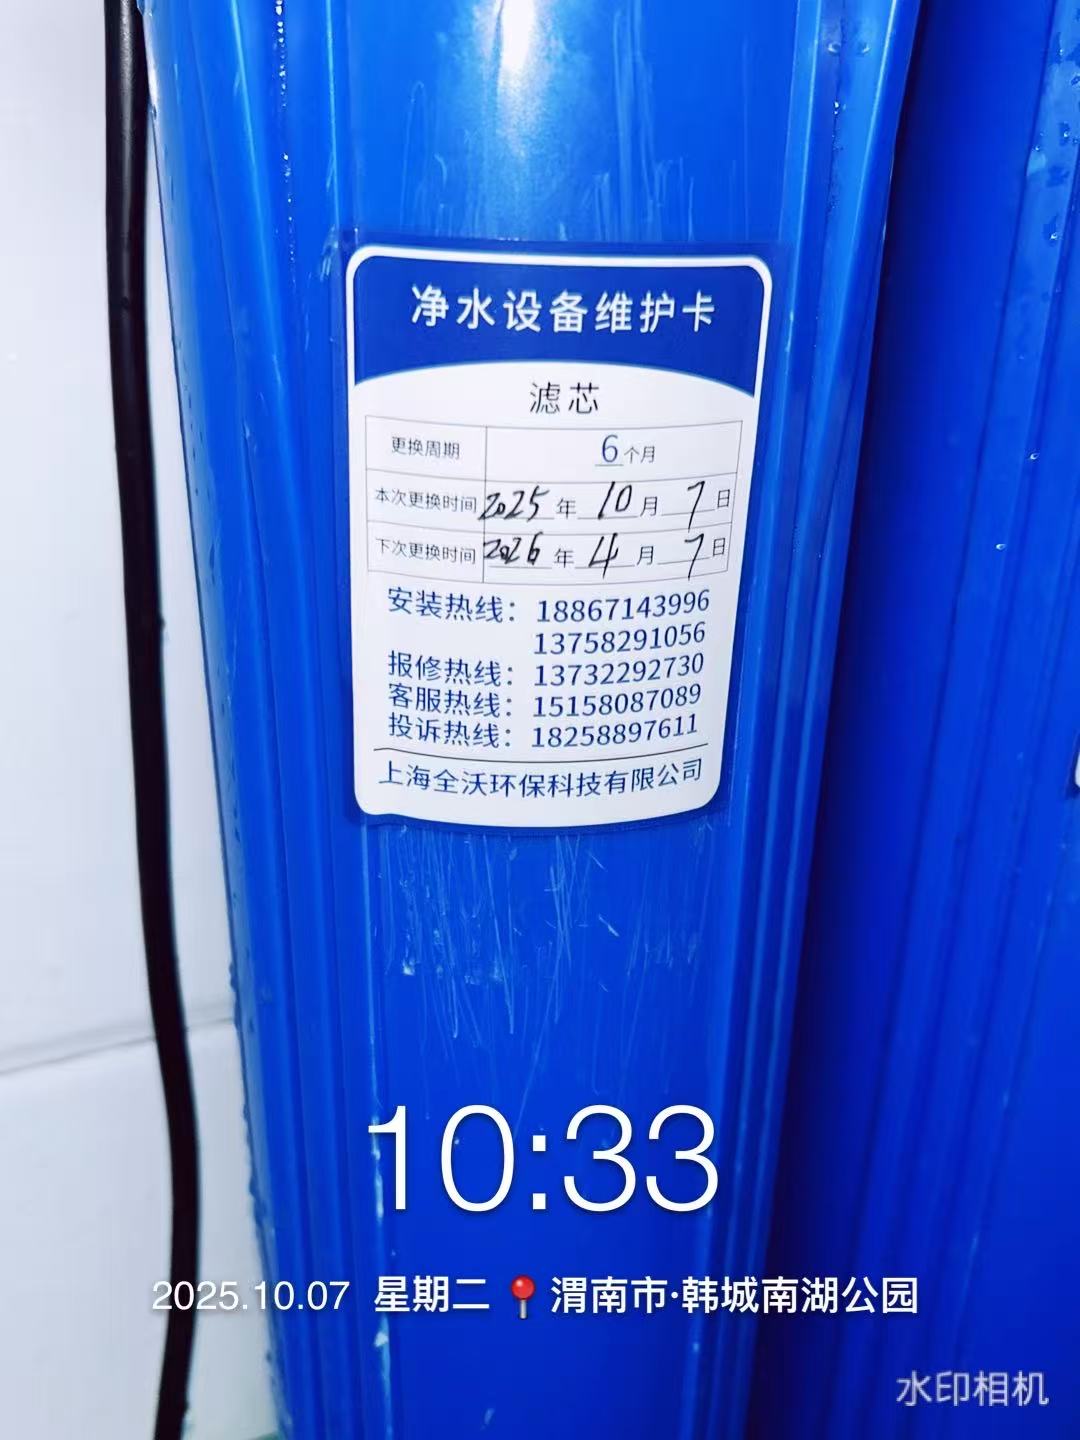 净水设备维护卡
滤芯
更换周期 6个月
本次更换时间 2025年10月7日
下次更换时间 2026年4月7日
安装热线：18867143996
13758291056
报修热线：13732292730
客服热线：15158087089
投诉热线：18258897611
上海全沃环保科技有限公司
10:33
2025.10.07 星期二 📍渭南市·韩城南湖公园
水印相机